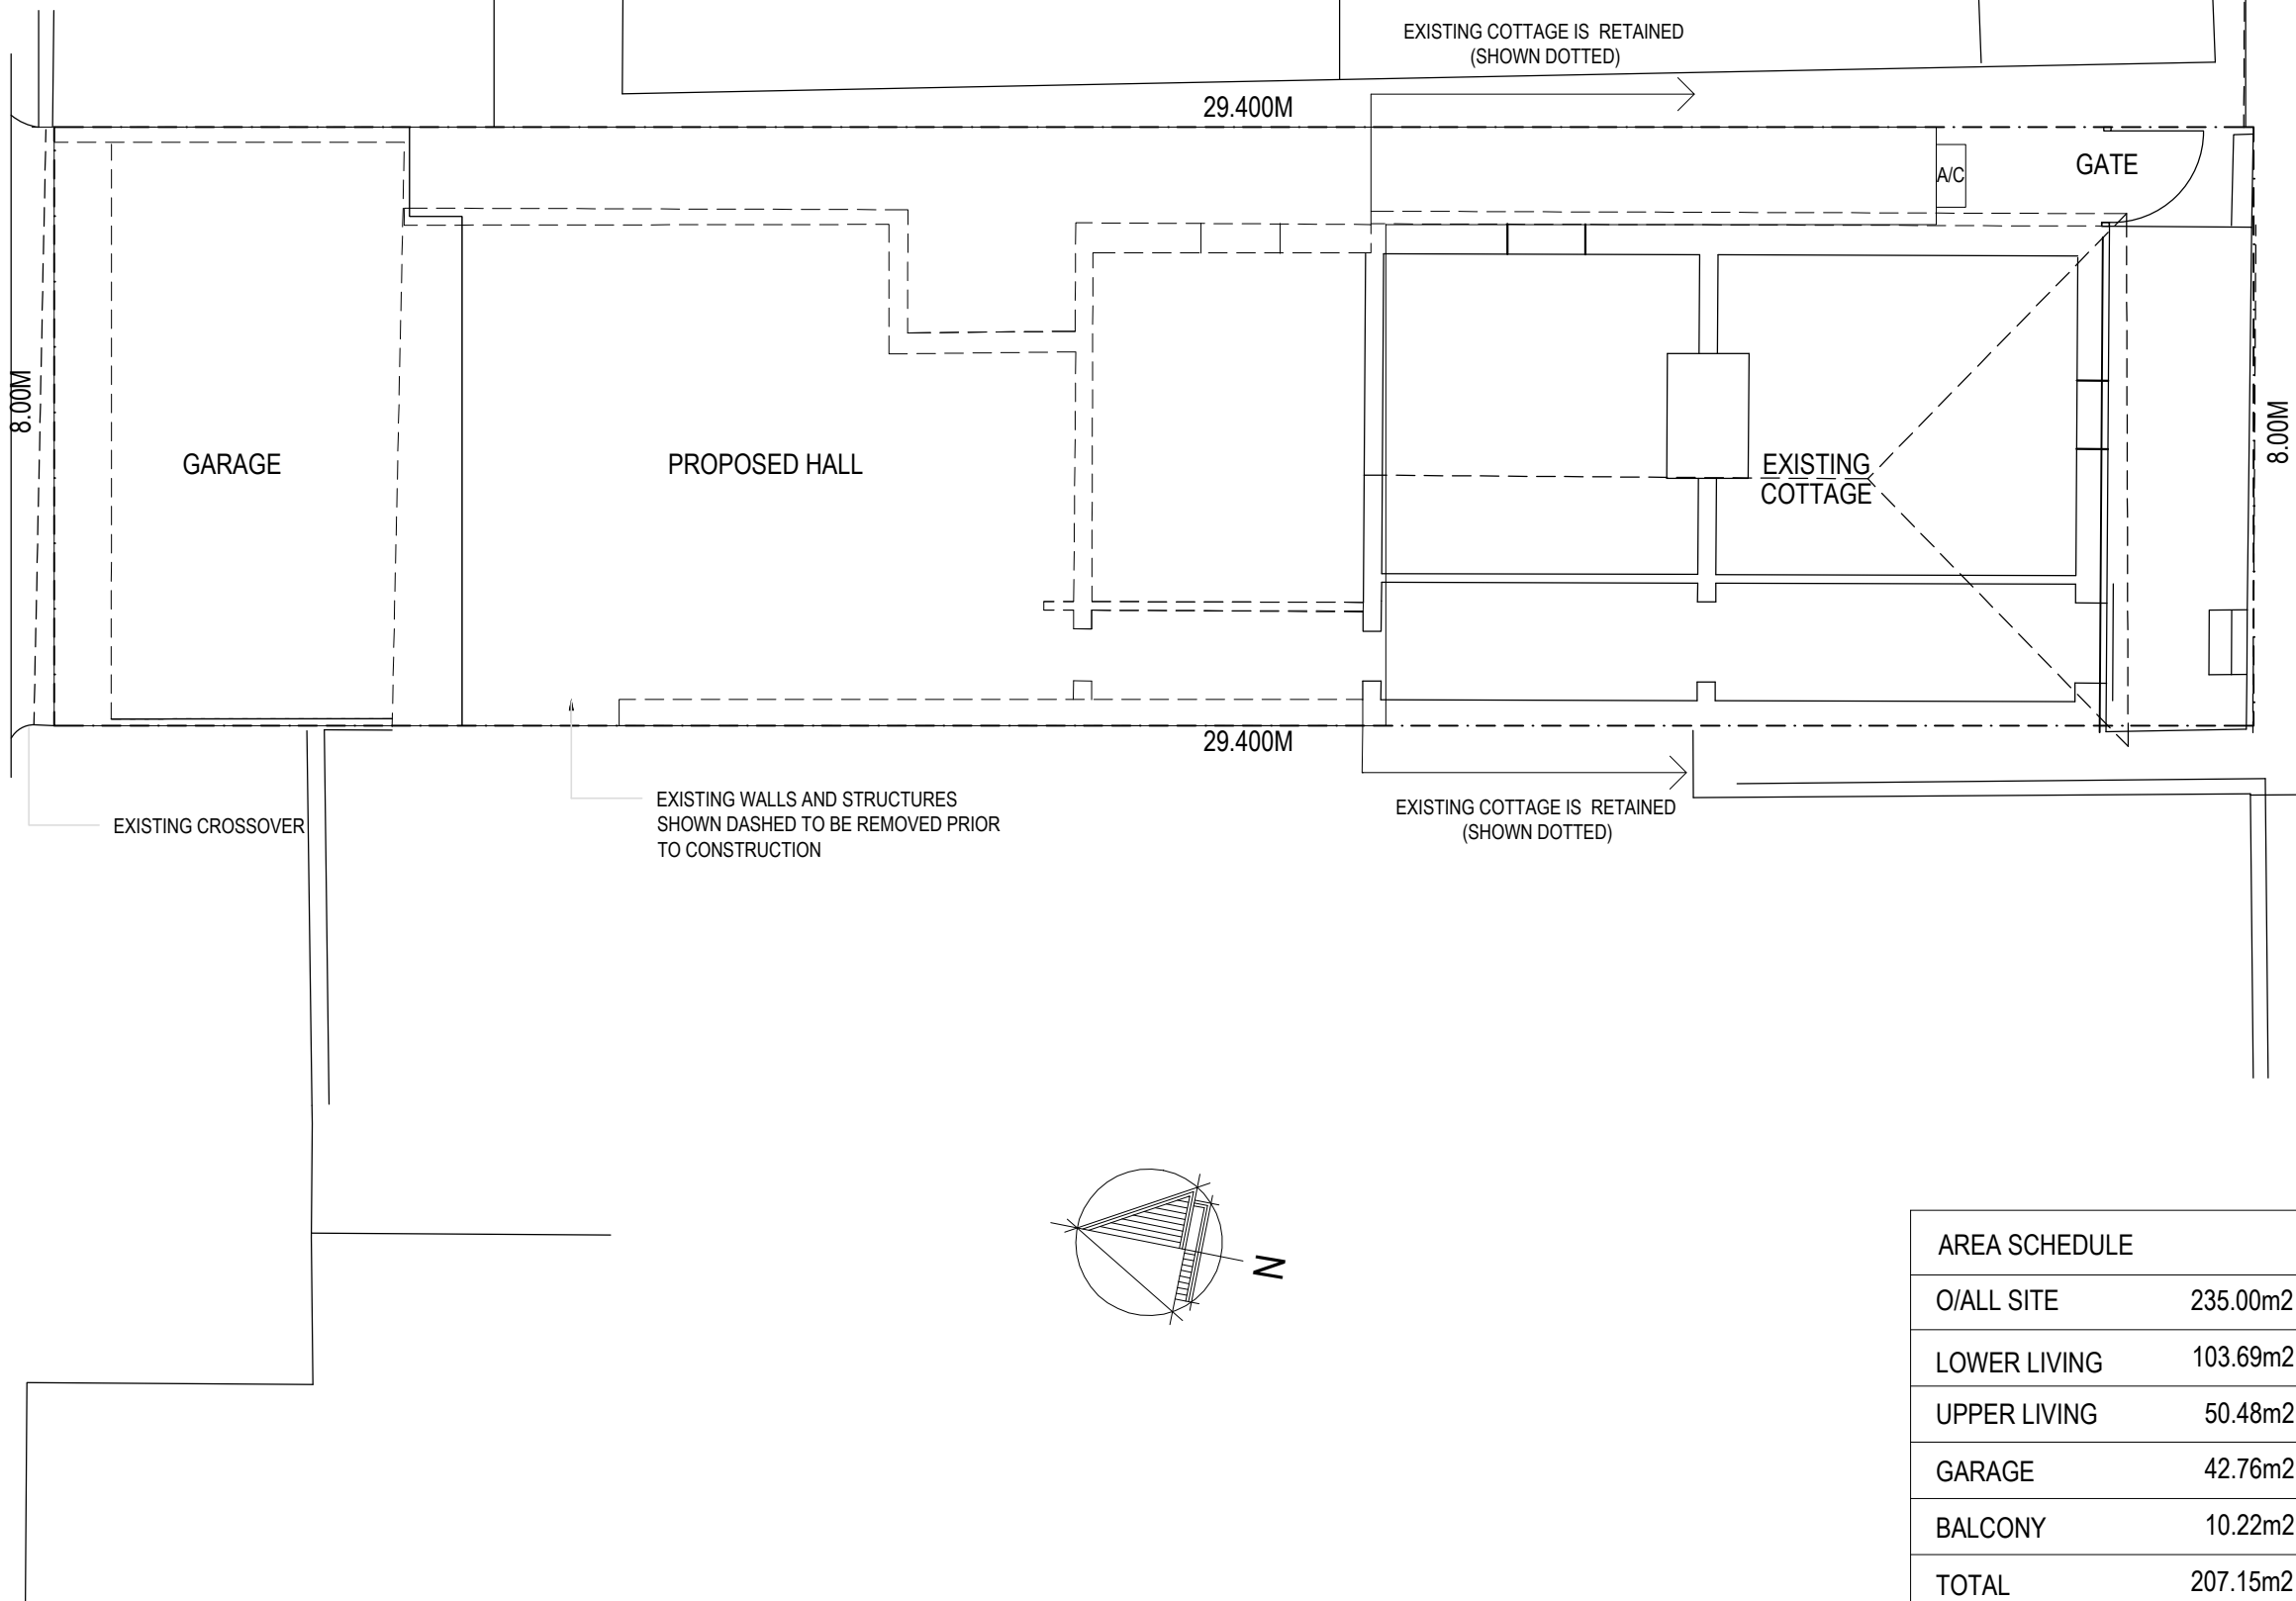 EXISTING COTTAGE IS RETAINED
(SHOWN DOTTED)
29.400M
A/C
GATE
8.00M
GARAGE
PROPOSED HALL
EXISTING
COTTAGE
8.00M
29.400M
EXISTING CROSSOVER
EXISTING WALLS AND STRUCTURES
SHOWN DASHED TO BE REMOVED PRIOR
TO CONSTRUCTION
EXISTING COTTAGE IS RETAINED
(SHOWN DOTTED)
N
AREA SCHEDULE
O/ALL SITE 235.00m2
LOWER LIVING 103.69m2
UPPER LIVING 50.48m2
GARAGE 42.76m2
BALCONY 10.22m2
TOTAL 207.15m2